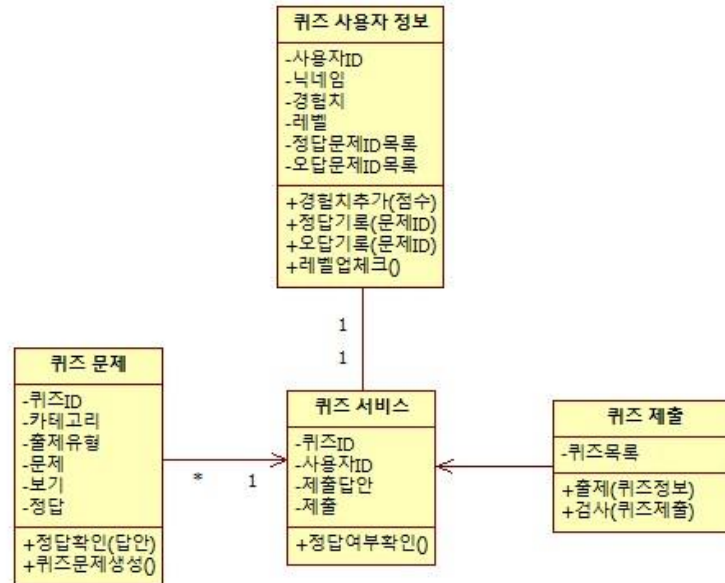 퀴즈 사용자 정보
-사용자ID
-닉네임
-경험치
-레벨
-정답문제ID목록
-오답문제ID목록
+경험치추가(점수)
+정답기록(문제ID)
+오답기록(문제ID)
+레벨업체크()
1
1
퀴즈 문제
-퀴즈ID
-카테고리
-출제유형
-문제
-보기
-정답
+정답확인(답안)
+퀴즈문제생성()
* 1
퀴즈 서비스
-퀴즈ID
-사용자ID
-제출답안
-제출
+정답여부확인()
퀴즈 제출
-퀴즈목록
+출제(퀴즈정보)
+검사(퀴즈제출)